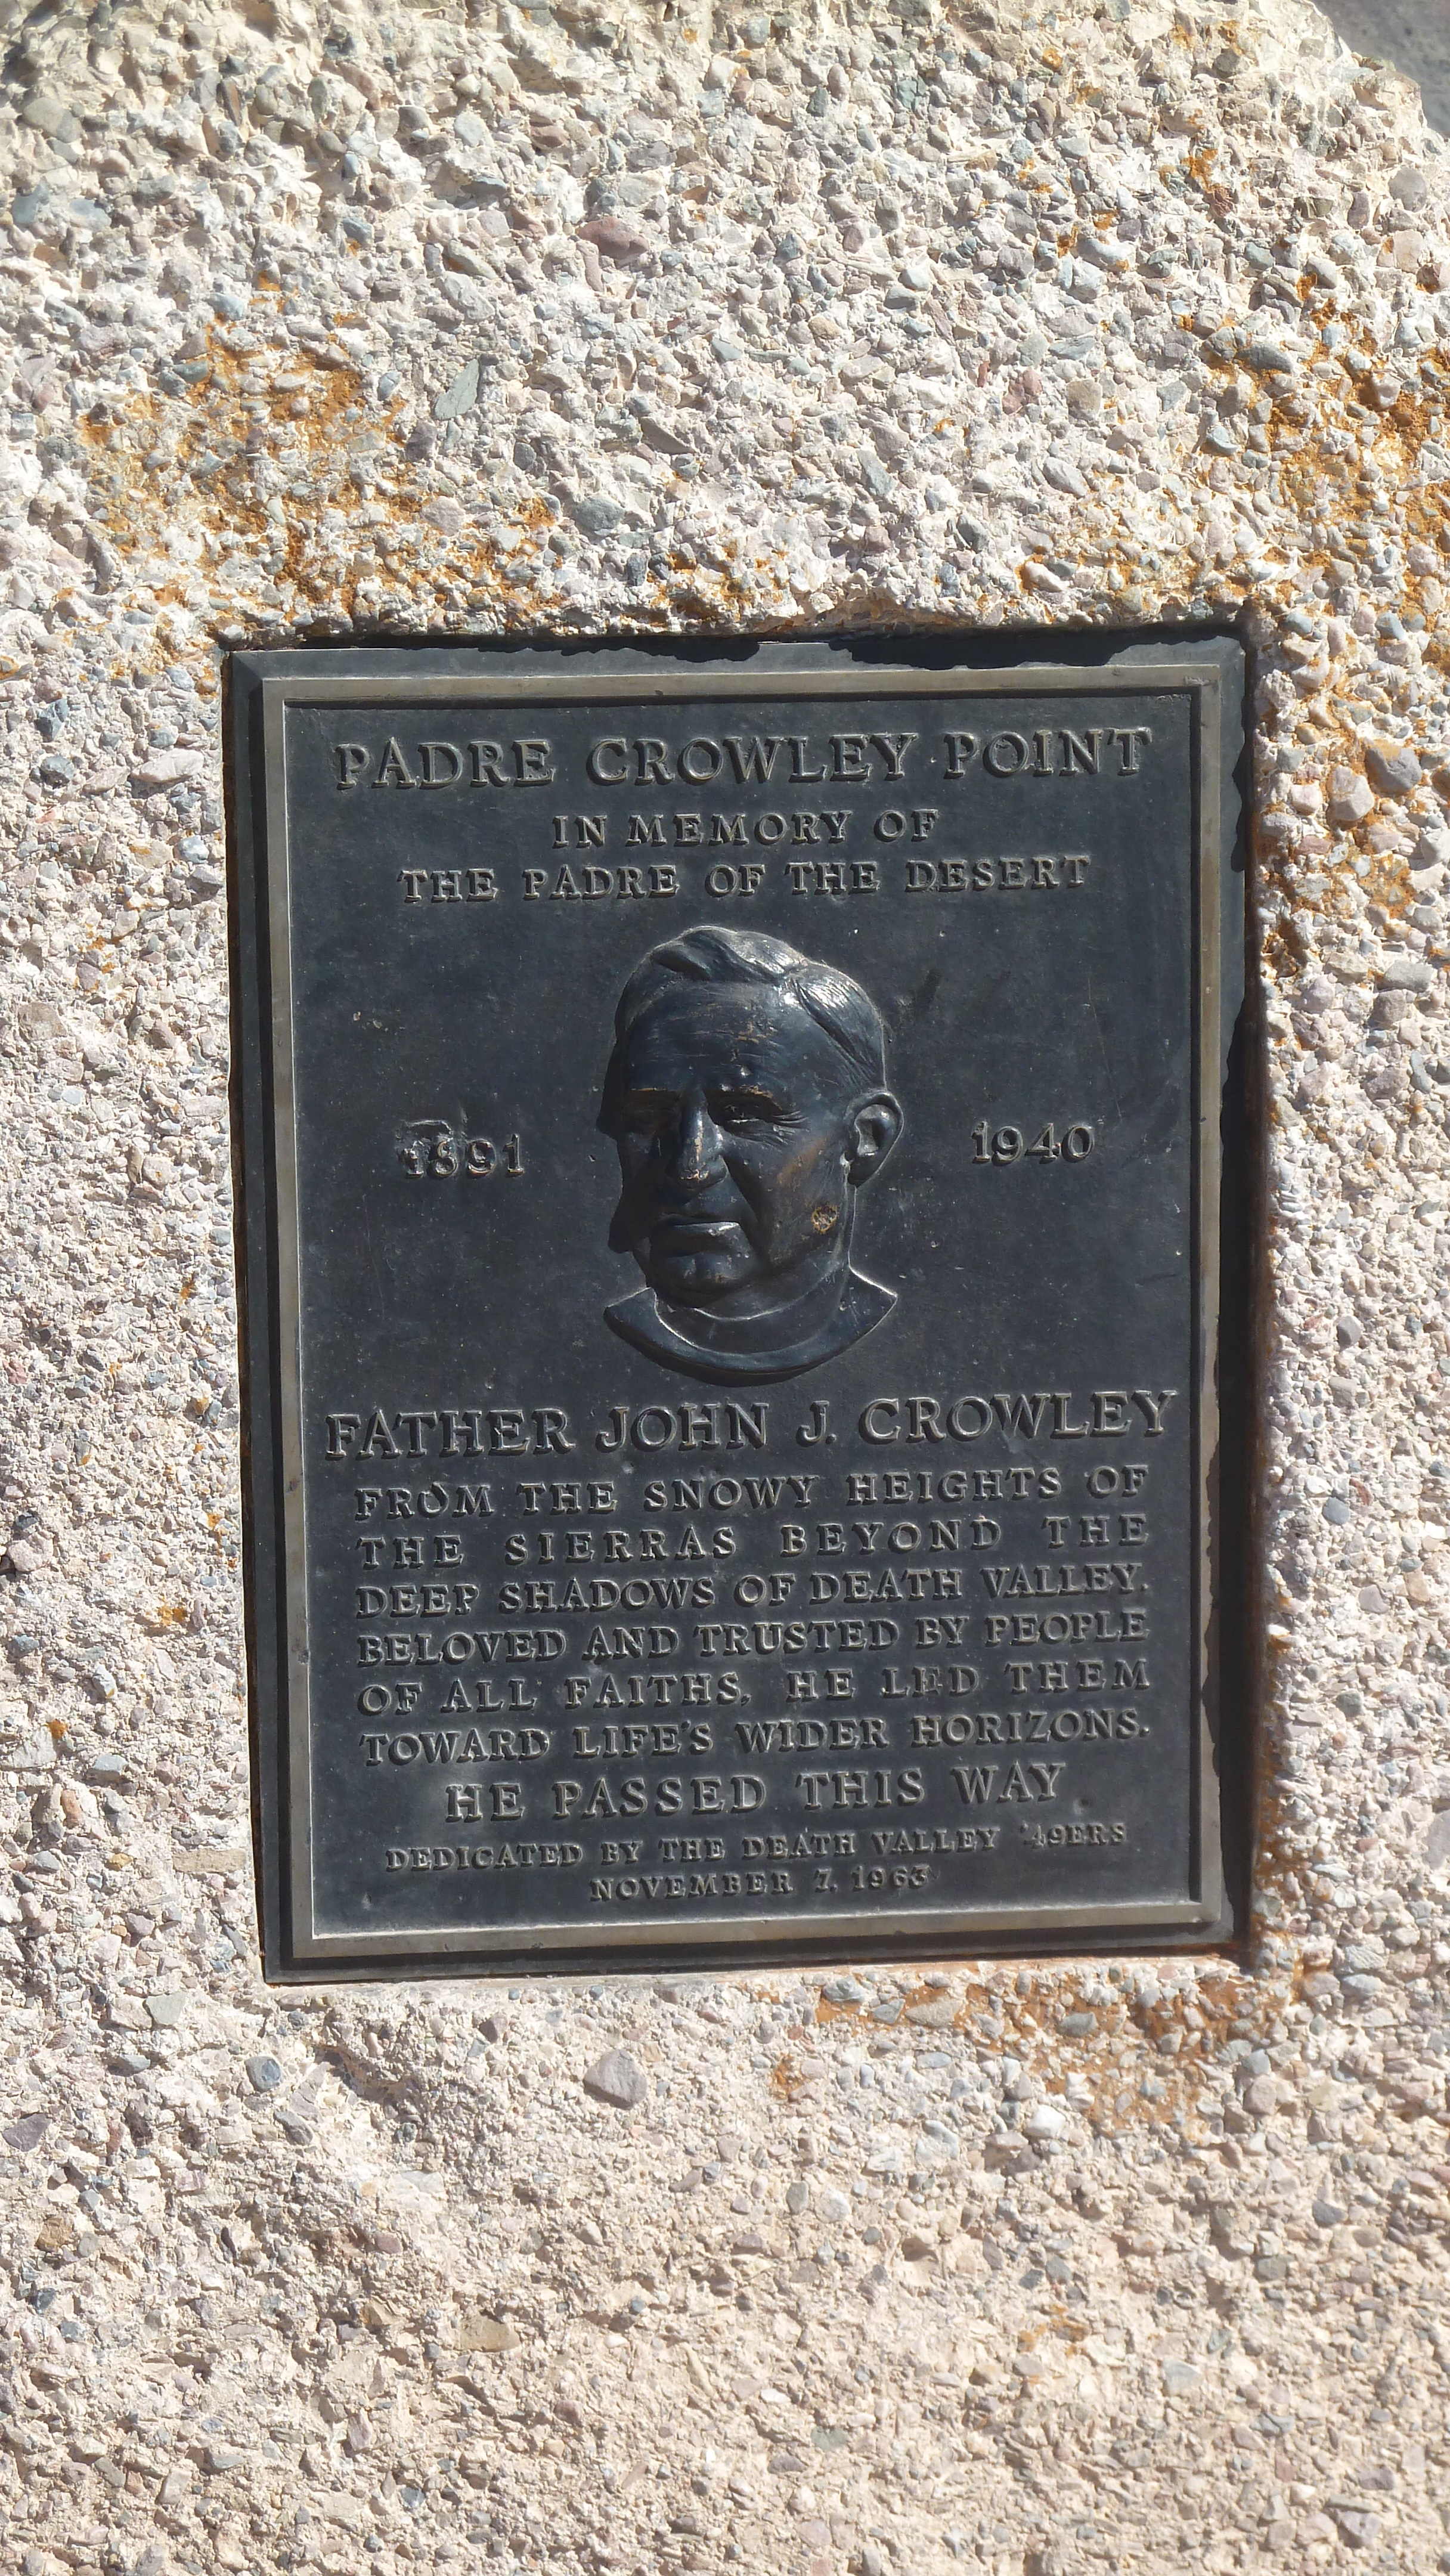 PADRE CROWLEY POINT
IN MEMORY OF
THE PADRE OF THE DESERT
1891 1940
FATHER JOHN J. CROWLEY
FROM THE SNOWY HEIGHTS OF
THE SIERRAS BEYOND THE
DEEP SHADOWS OF DEATH VALLEY.
BELOVED AND TRUSTED BY PEOPLE
OF ALL FAITHS, HE LED THEM
TOWARD LIFE'S WIDER HORIZONS.
HE PASSED THIS WAY
DEDICATED BY THE DEATH VALLEY '49ERS
NOVEMBER 7, 1963